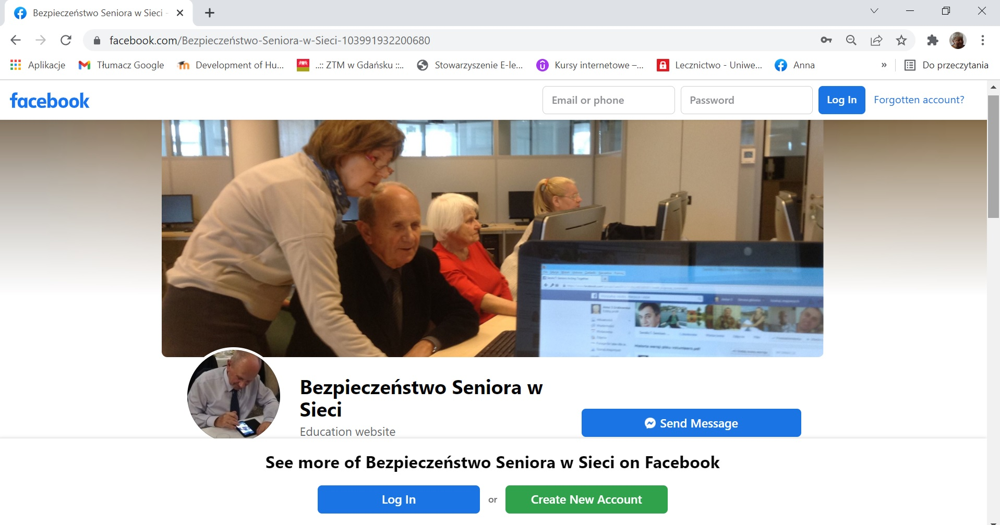 Bezpieczeństwo Seniora w Sieci -
facebook.com/Bezpieczeństwo-Seniora-w-Sieci-103991932200680
Aplikacje Tłumacz Google Development of Hu... ..:: ZTM w Gdańsku ::.. Stowarzyszenie E-le... Kursy internetowe –... Lecznictwo - Uniwe... Anna » Do przeczytania
facebook Email or phone Password Log In Forgotten account?
Bezpieczeństwo Seniora w
Sieci
Education website
Send Message
See more of Bezpieczeństwo Seniora w Sieci on Facebook
Log In or Create New Account